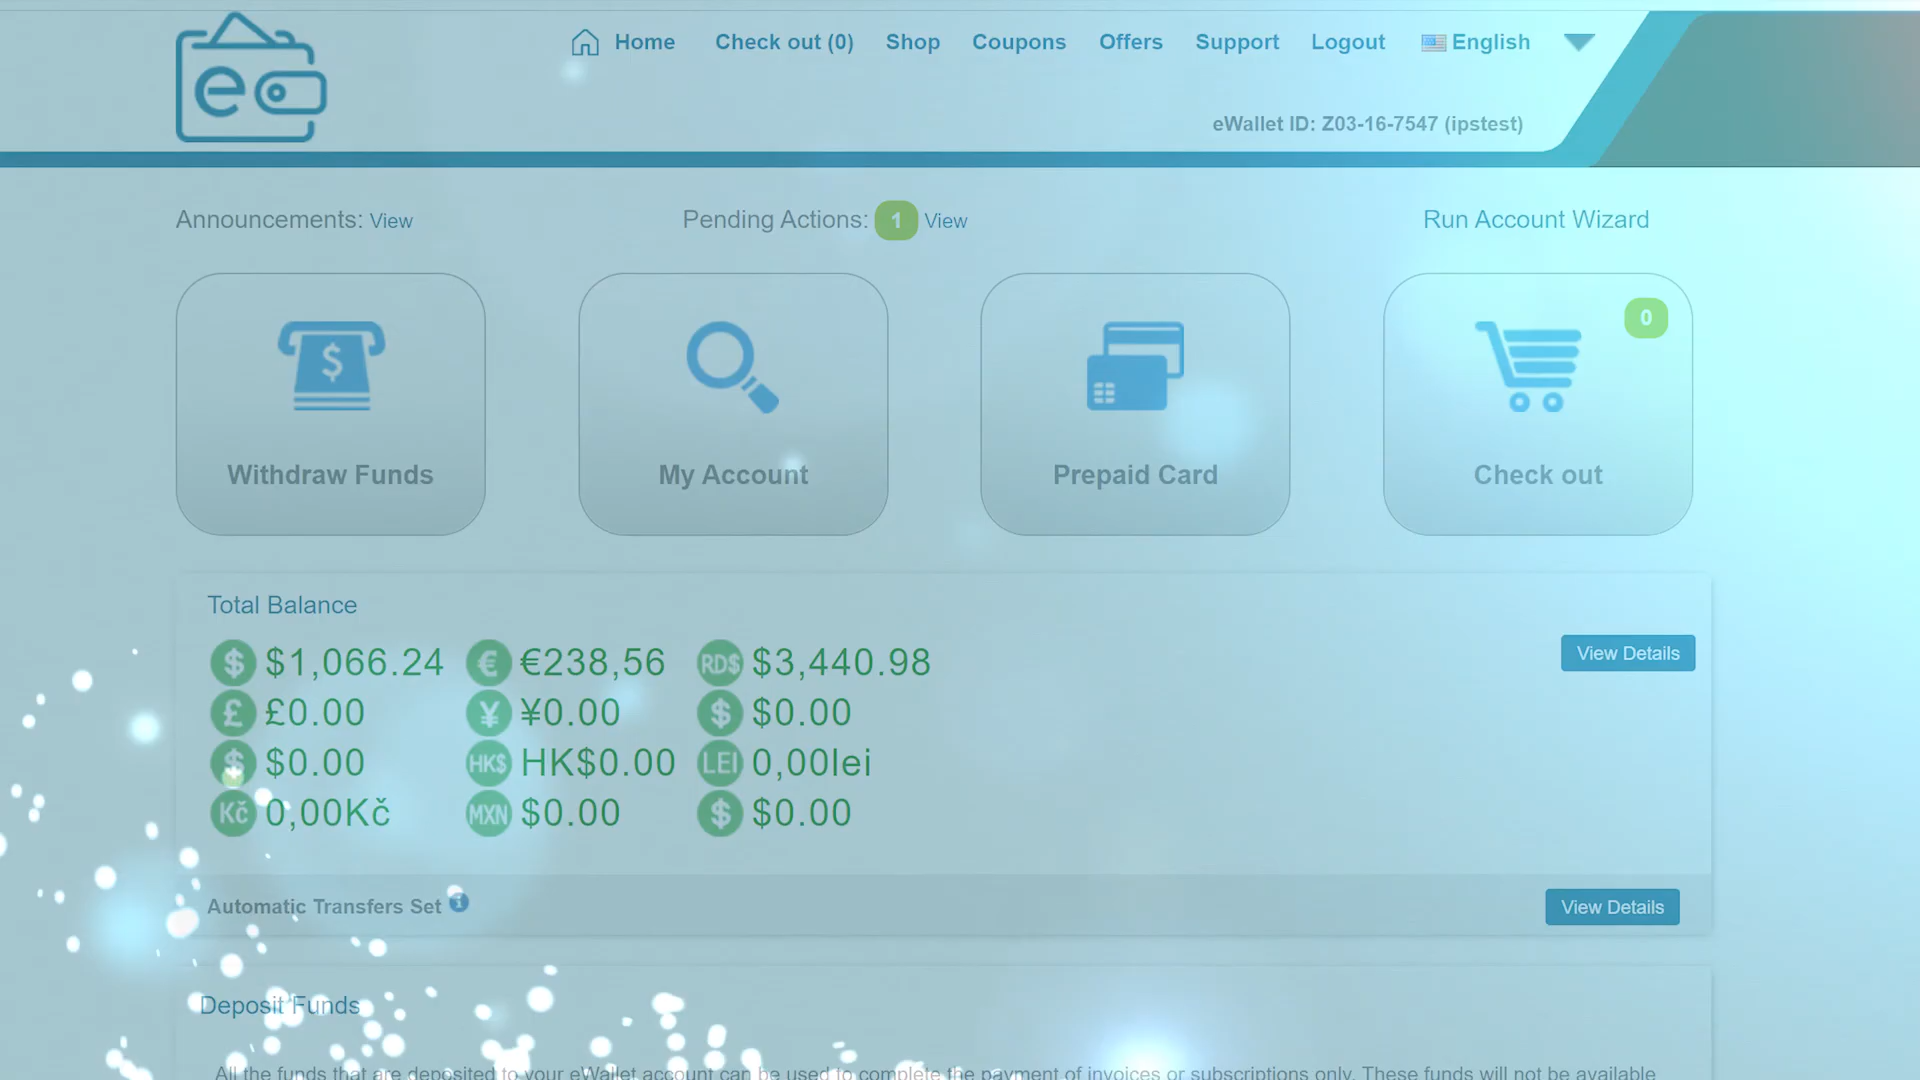 Home Check out (0) Shop Coupons Offers Support Logout English
e
eWallet ID: Z03-16-7547 (ipstest)
Announcements: View Pending Actions: 1 View Run Account Wizard
0
$
Withdraw Funds My Account Prepaid Card Check out
Total Balance
$ $1,066.24 € €238,56 RD$ $3,440.98
View Details
£ £0.00 ¥ ¥0.00 $ $0.00
$ $0.00 HK$ HK$0.00 LEI 0,00lei
Kč 0,00Kč MXN $0.00 $ $0.00
Automatic Transfers Set i View Details
Deposit Funds
All the funds that are deposited to your eWallet account can be used to complete the payment of invoices or subscriptions only. These funds will not be available